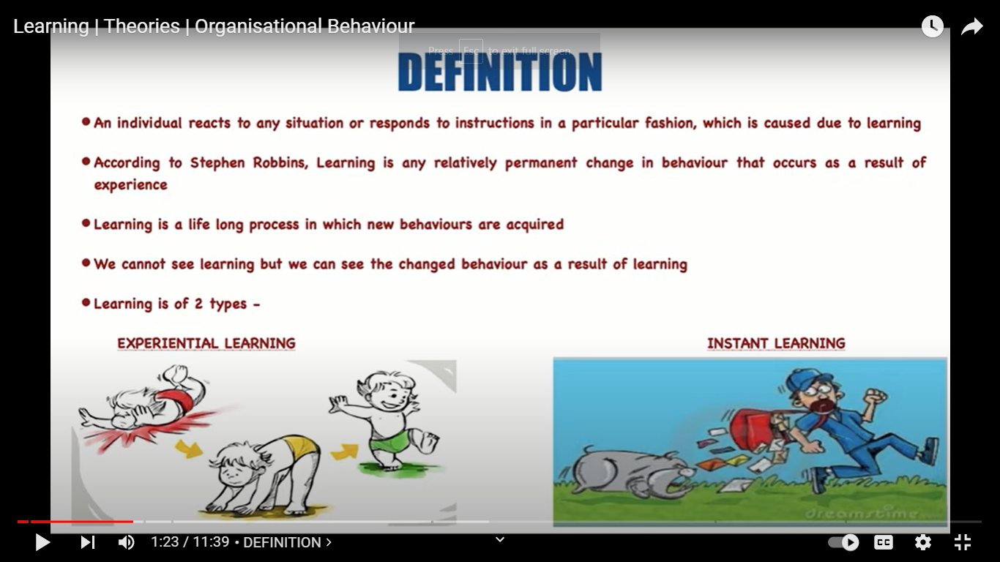 Learning | Theories | Organisational Behaviour
Press Esc to exit full screen
DEFINITION
● An individual reacts to any situation or responds to instructions in a particular fashion, which is caused due to learning
● According to Stephen Robbins, Learning is any relatively permanent change in behaviour that occurs as a result of
experience
● Learning is a life long process in which new behaviours are acquired
● We cannot see learning but we can see the changed behaviour as a result of learning
● Learning is of 2 types –
EXPERIENTIAL LEARNING
INSTANT LEARNING
dreamstime
1:23 / 11:39 • DEFINITION >
CC